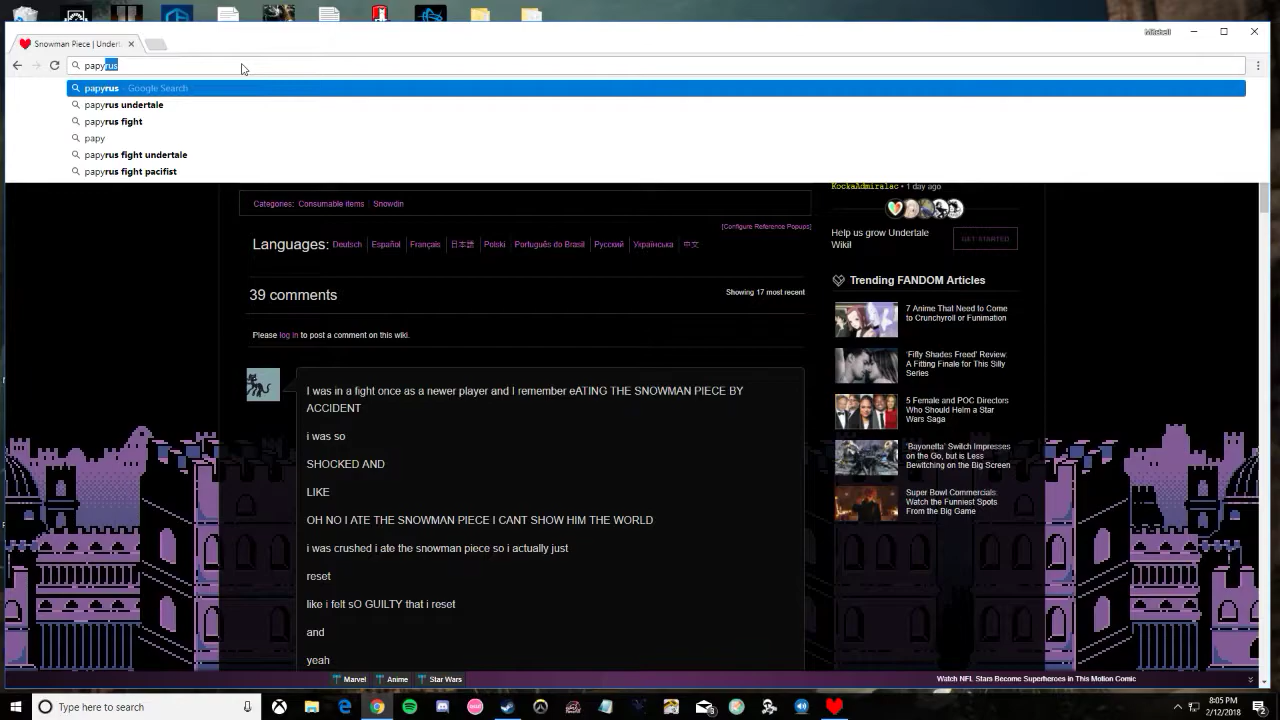 Mitchell
Snowman Piece | Undert
papyrus
papyrus - Google Search
papyrus undertale
papyrus fight
papy
papyrus fight undertale
papyrus fight pacifist
KockaAdmiralac • 1 day ago
Categories: Consumable items Snowdin
[Configure Reference Popups]
Help us grow Undertale
Wiki!
GET STARTED
Languages: Deutsch Español Français 日本語 Polski Português do Brasil Русский Українська 中文
Trending FANDOM Articles
39 comments
Showing 17 most recent
7 Anime That Need to Come
to Crunchyroll or Funimation
Please log in to post a comment on this wiki.
'Fifty Shades Freed' Review:
A Fitting Finale for This Silly
Series
I was in a fight once as a newer player and I remember eATING THE SNOWMAN PIECE BY
ACCIDENT
i was so
SHOCKED AND
LIKE
OH NO I ATE THE SNOWMAN PIECE I CANT SHOW HIM THE WORLD
i was crushed i ate the snowman piece so i actually just
reset
like i felt sO GUILTY that i reset
and
yeah
5 Female and POC Directors
Who Should Helm a Star
Wars Saga
'Bayonetta' Switch Impresses
on the Go, but is Less
Bewitching on the Big Screen
Super Bowl Commercials:
Watch the Funniest Spots
From the Big Game
Marvel Anime Star Wars
Watch NFL Stars Become Superheroes in This Motion Comic
Type here to search
8:05 PM
2/12/2018